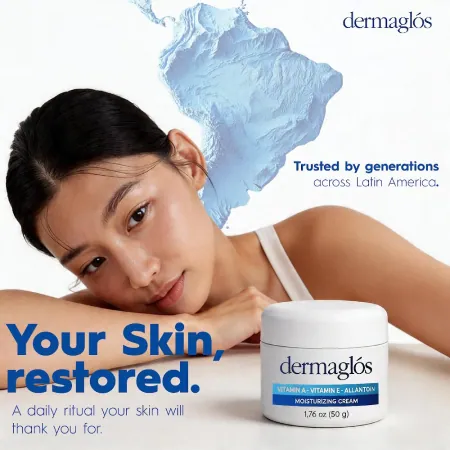 dermaglós
Trusted by generations
across Latin America.
Your Skin,
restored.
A daily ritual your skin will
thank you for.
dermaglós
VITAMIN A - VITAMIN E - ALLANTOIN
MOISTURIZING CREAM
1,76 oz (50 g)